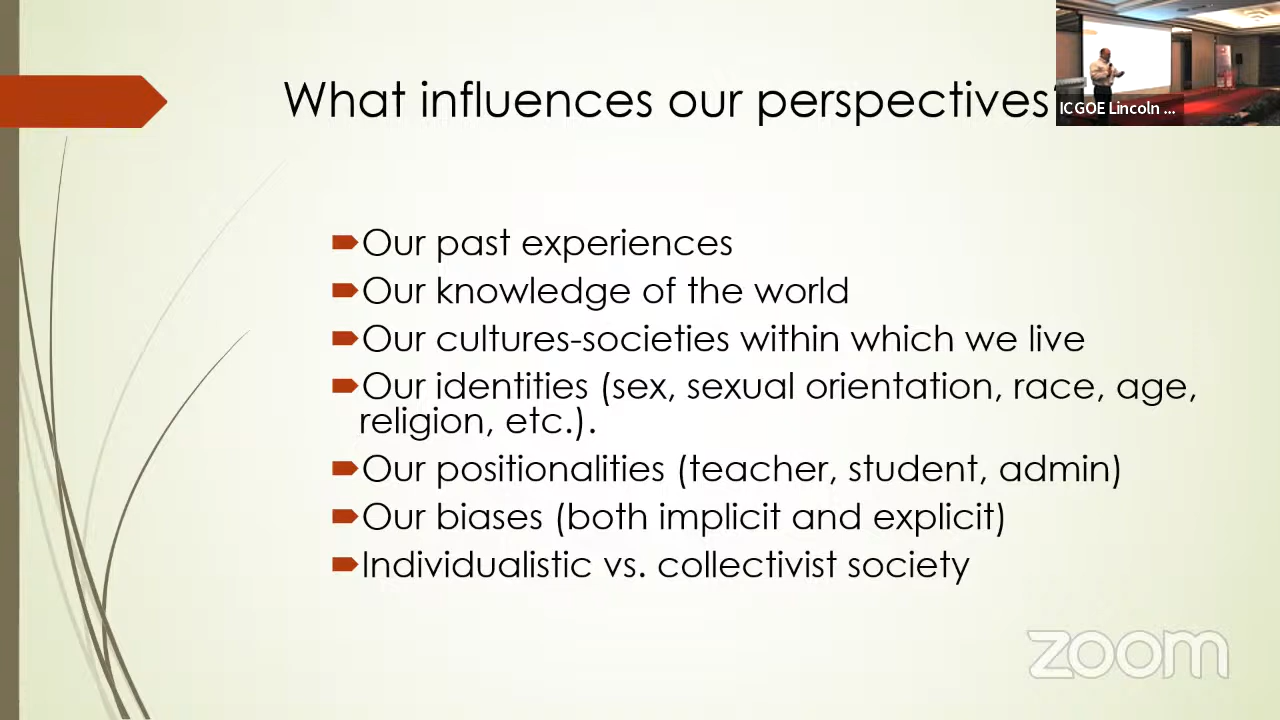 What influences our perspectives?
ICGOE Lincoln ...
Our past experiences
Our knowledge of the world
Our cultures-societies within which we live
Our identities (sex, sexual orientation, race, age,
religion, etc.).
Our positionalities (teacher, student, admin)
Our biases (both implicit and explicit)
Individualistic vs. collectivist society
zoom